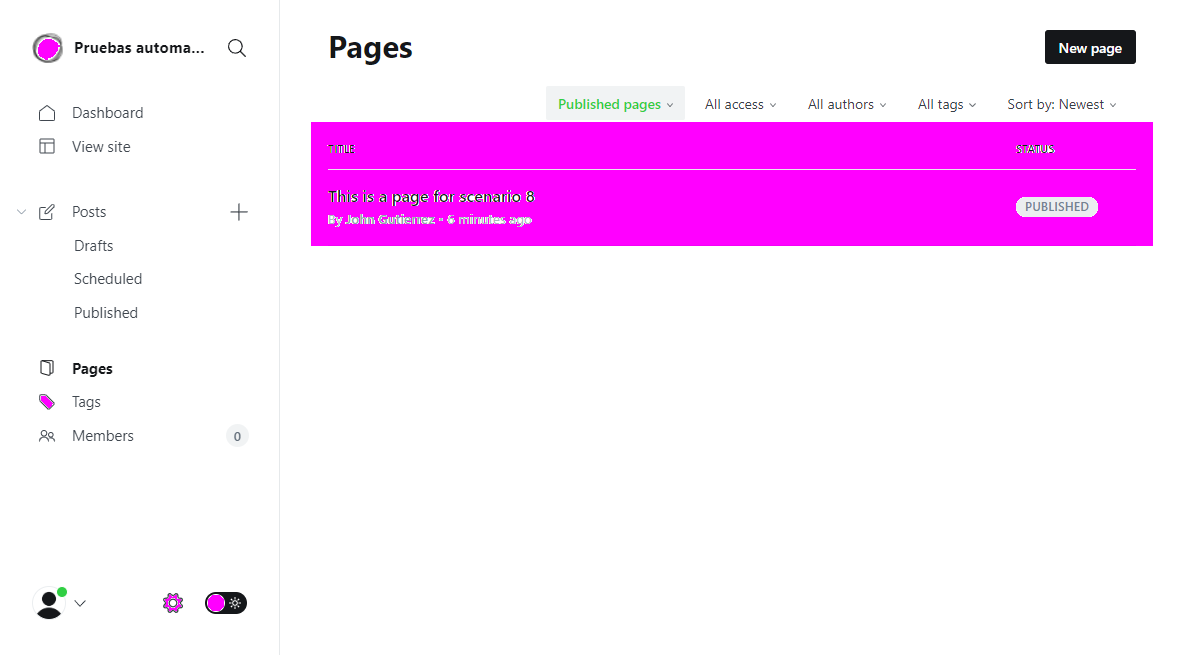 Pruebas automa...
Dashboard
View site
Posts
Drafts
Scheduled
Published
Pages
Tags
Members
0
Pages
New page
Published pages
All access
All authors
All tags
Sort by: Newest
TITLE
STATUS
This is a page for scenario 8
By John Gutierrez - 6 minutes ago
PUBLISHED